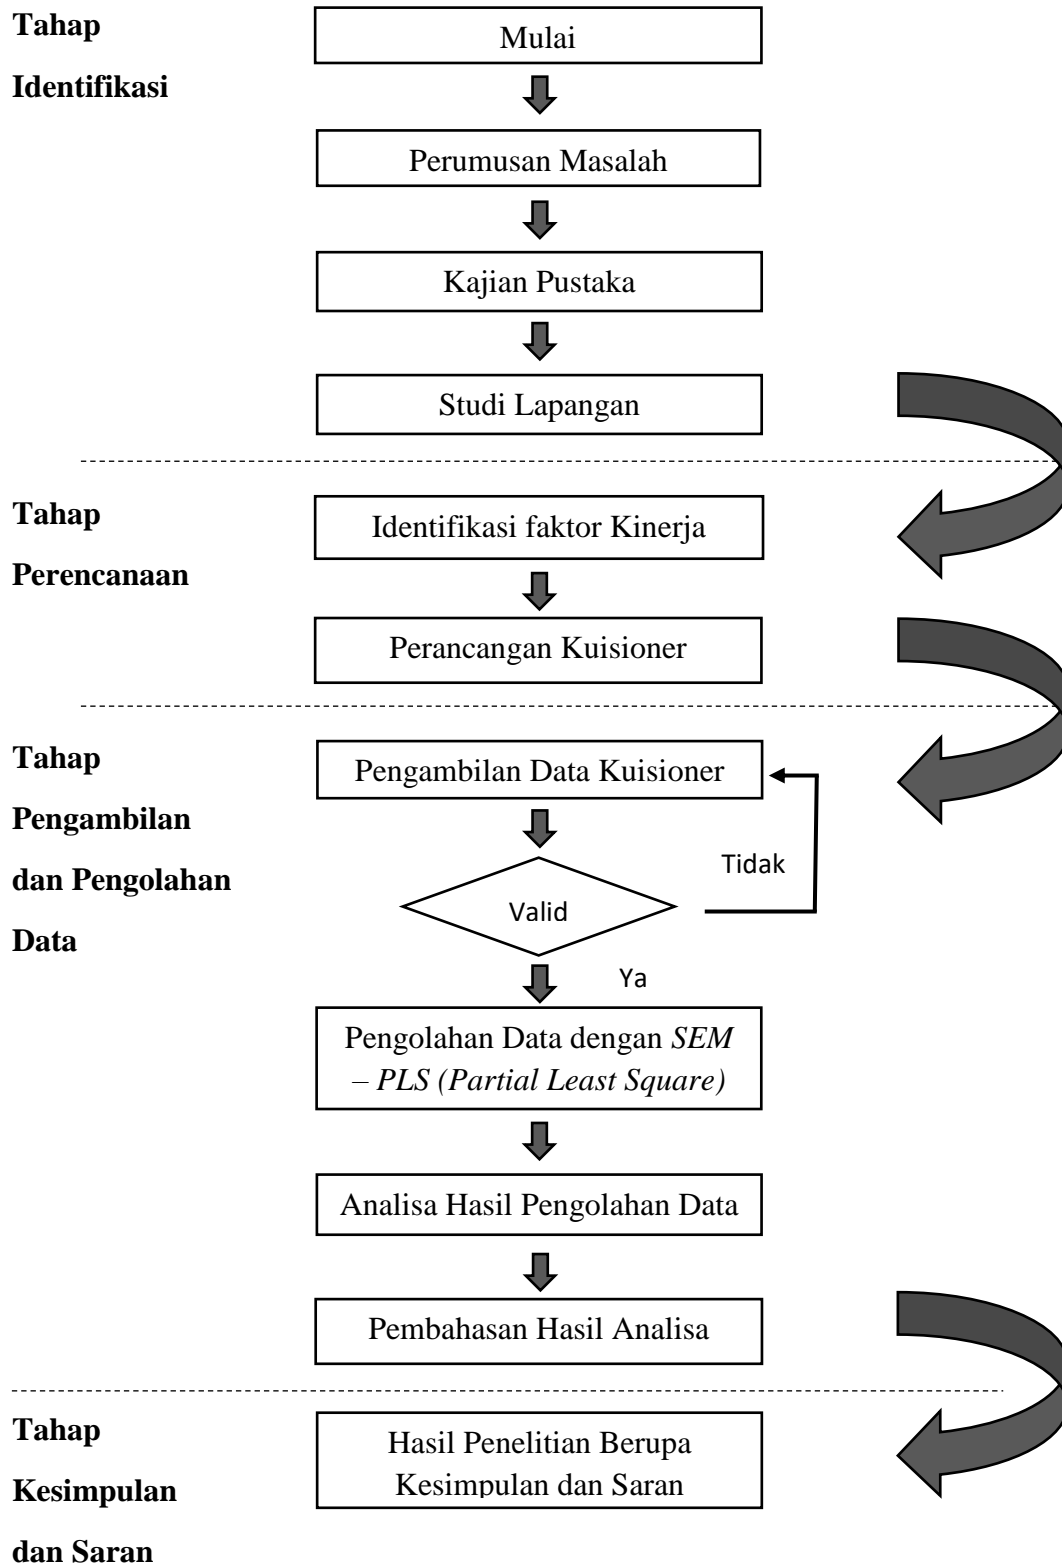 Tahap
Identifikasi
Mulai
Perumusan Masalah
Kajian Pustaka
Studi Lapangan
Tahap
Perencanaan
Identifikasi faktor Kinerja
Perancangan Kuisioner
Tahap
Pengambilan
dan Pengolahan
Data
Pengambilan Data Kuisioner
Tidak
Valid
Ya
Pengolahan Data dengan SEM
– PLS (Partial Least Square)
Analisa Hasil Pengolahan Data
Pembahasan Hasil Analisa
Tahap
Kesimpulan
dan Saran
Hasil Penelitian Berupa
Kesimpulan dan Saran